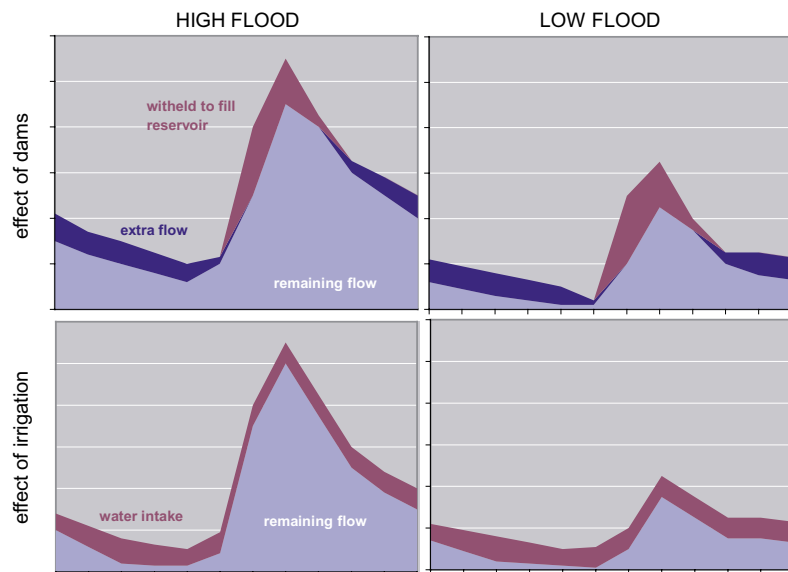 HIGH FLOOD
LOW FLOOD
effect of dams
witheld to fill
reservoir
extra flow
remaining flow
effect of irrigation
water intake
remaining flow